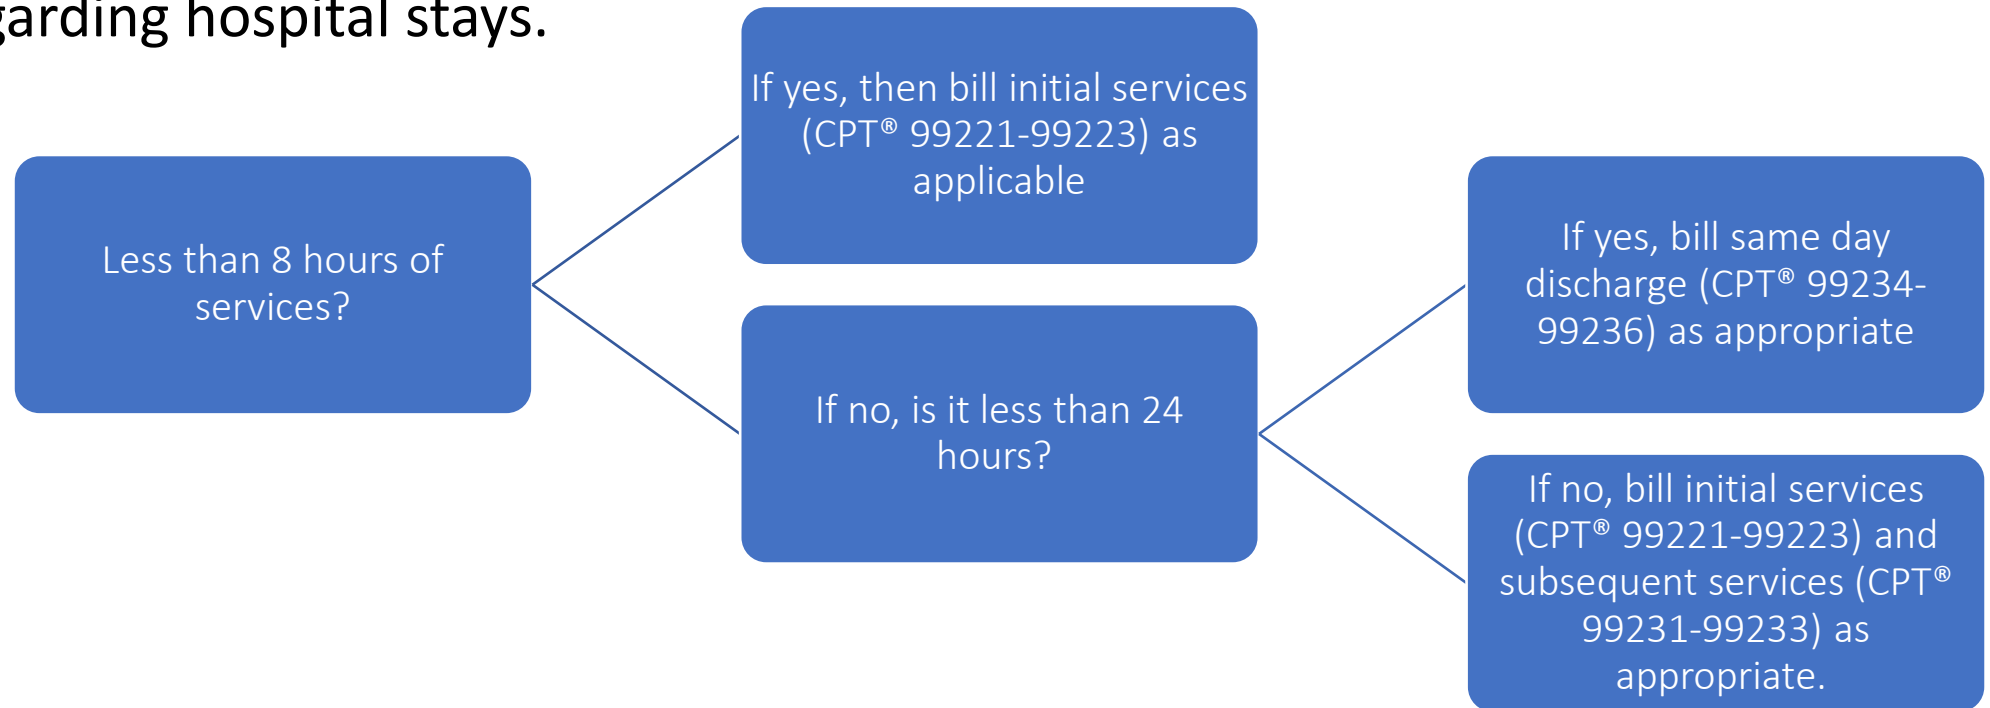 garding hospital stays.
Less than 8 hours of
services?
If yes, then bill initial services
(CPT® 99221-99223) as
applicable
If no, is it less than 24
hours?
If yes, bill same day
discharge (CPT® 99234-
99236) as appropriate
If no, bill initial services
(CPT® 99221-99223) and
subsequent services (CPT®
99231-99233) as
appropriate.